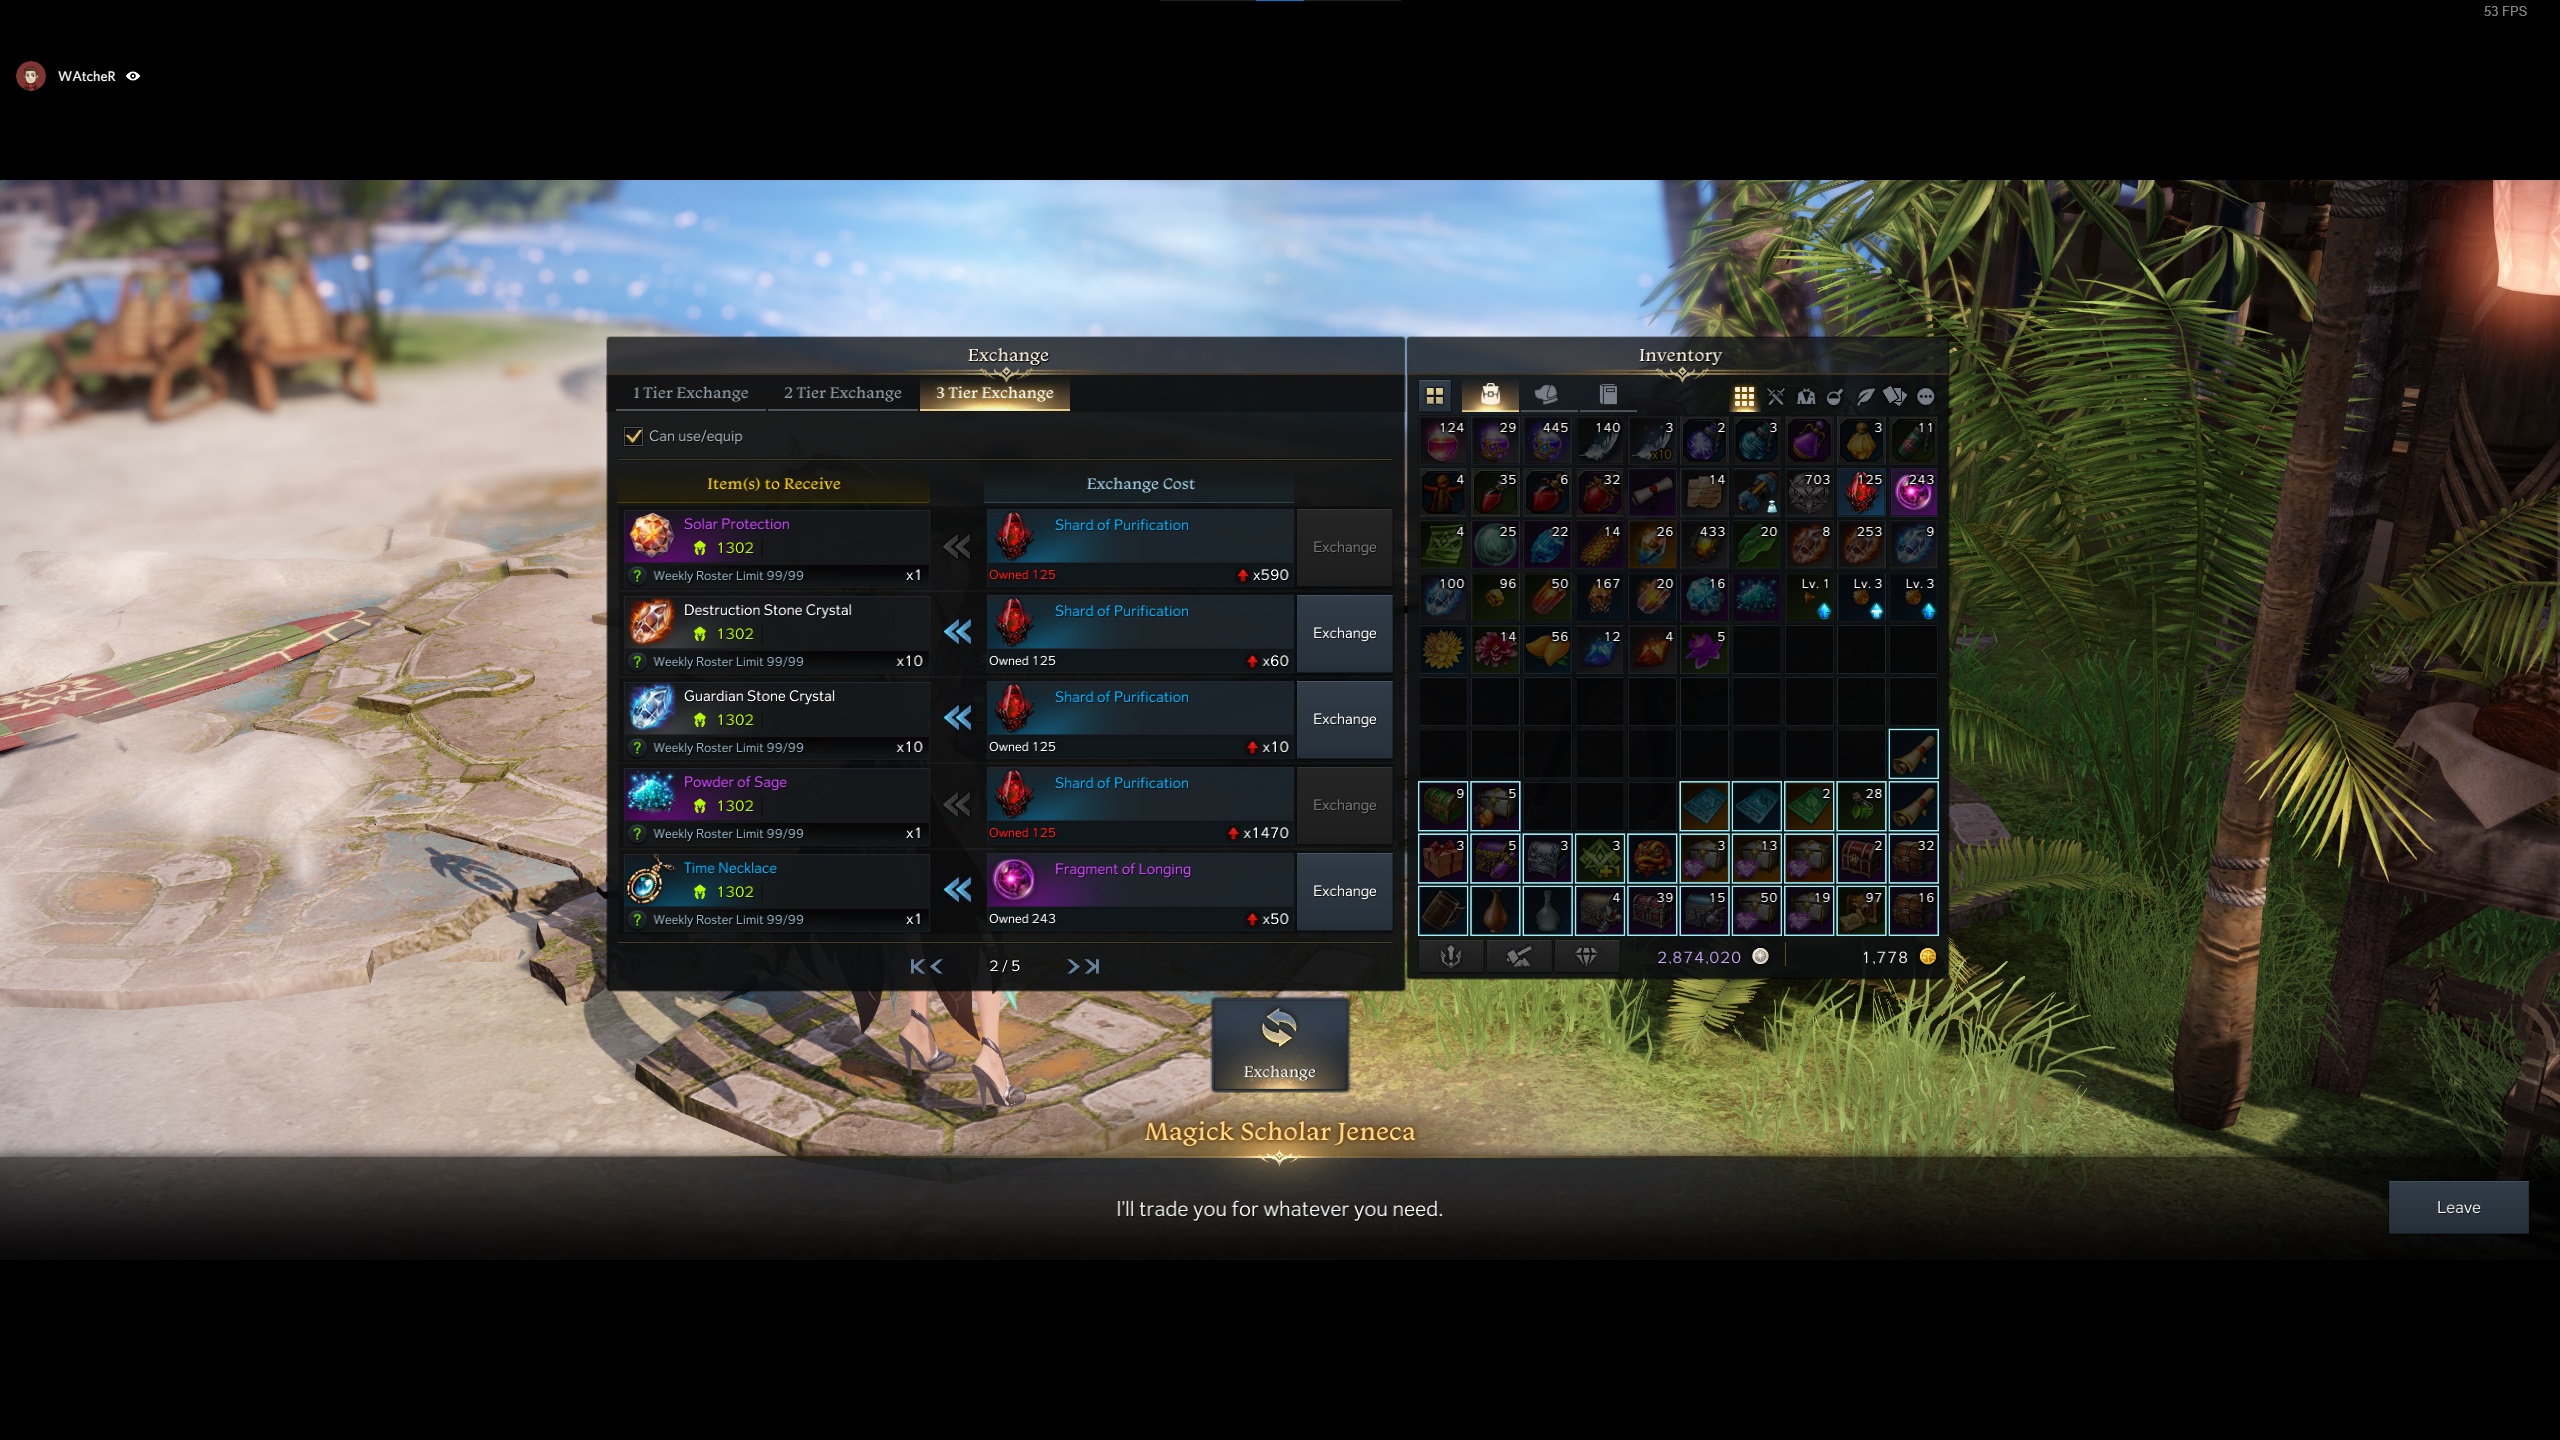 53 FPS
WAtcheR
Exchange
1 Tier Exchange 2 Tier Exchange 3 Tier Exchange
Can use/equip
Item(s) to Receive Exchange Cost
Solar Protection
1302
? Weekly Roster Limit 99/99 x1
Shard of Purification
Owned 125 x590
Exchange
Destruction Stone Crystal
1302
? Weekly Roster Limit 99/99 x10
Shard of Purification
Owned 125 x60
Exchange
Guardian Stone Crystal
1302
? Weekly Roster Limit 99/99 x10
Shard of Purification
Owned 125 x10
Exchange
Powder of Sage
1302
? Weekly Roster Limit 99/99 x1
Shard of Purification
Owned 125 x1470
Exchange
Time Necklace
1302
? Weekly Roster Limit 99/99 x1
Fragment of Longing
Owned 243 x50
Exchange
2 / 5
Inventory
124 29 445 140 3 2 3 3 11
x10
4 35 6 32 14 703 125 243
4 25 22 14 26 433 20 8 253 9
100 96 50 167 20 16 Lv. 1 Lv. 3 Lv. 3
14 56 12 4 5
9 5 2 28
3 5 3 3 3 13 2 32
+1
4 39 15 50 19 97 16
2,874,020 1,778
Exchange
Magick Scholar Jeneca
I'll trade you for whatever you need.
Leave